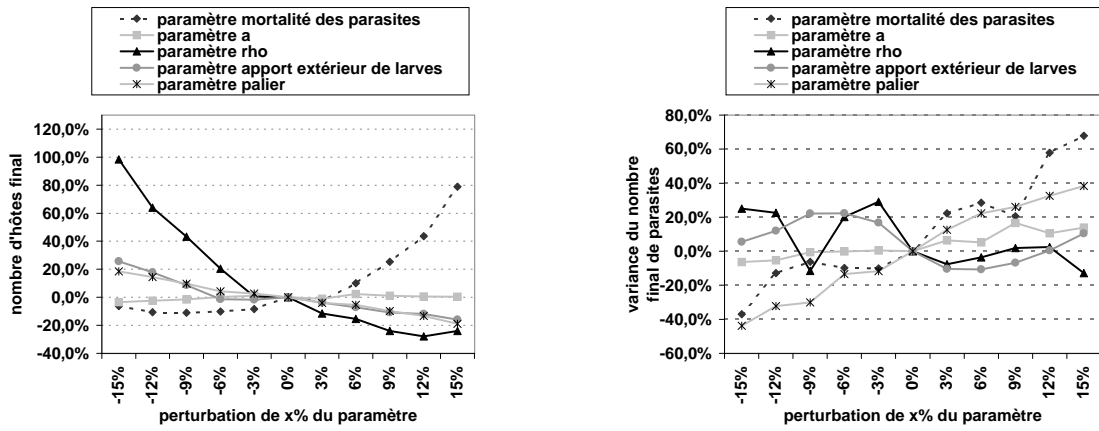 paramètre mortalité des parasites
paramètre a
paramètre rho
paramètre apport extérieur de larves
paramètre palier
nombre d'hôtes final
120,0%
100,0%
80,0%
60,0%
40,0%
20,0%
0,0%
-20,0%
-40,0%
-15%
-12%
-9%
-6%
-3%
0%
3%
6%
9%
12%
15%
perturbation de x% du paramètre
paramètre mortalité des parasites
paramètre a
paramètre rho
paramètre apport extérieur de larves
paramètre palier
variance du nombre
final de parasites
80,0%
60,0%
40,0%
20,0%
0,0%
-20,0%
-40,0%
-60,0%
-15%
-12%
-9%
-6%
-3%
0%
3%
6%
9%
12%
15%
perturbation de x% du paramètre